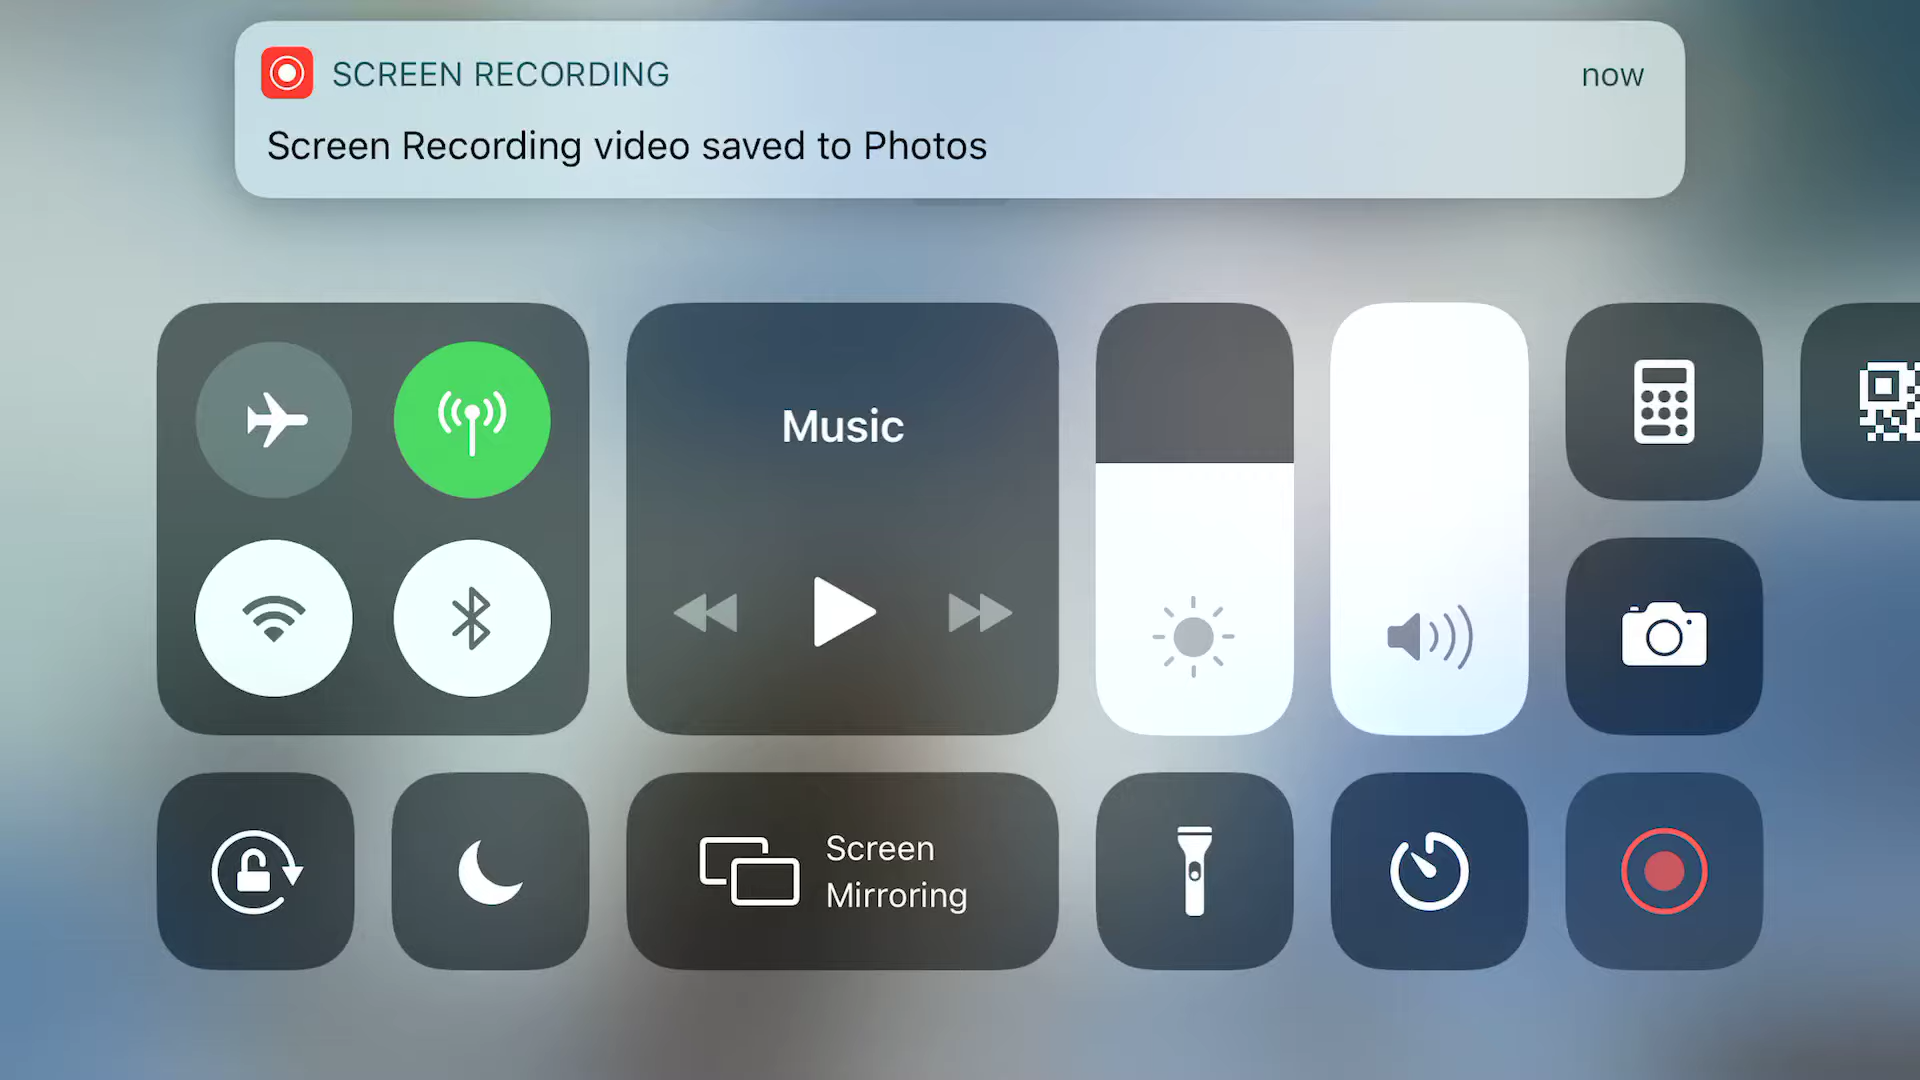 SCREEN RECORDING
now
Screen Recording video saved to Photos
Music
Screen
Mirroring